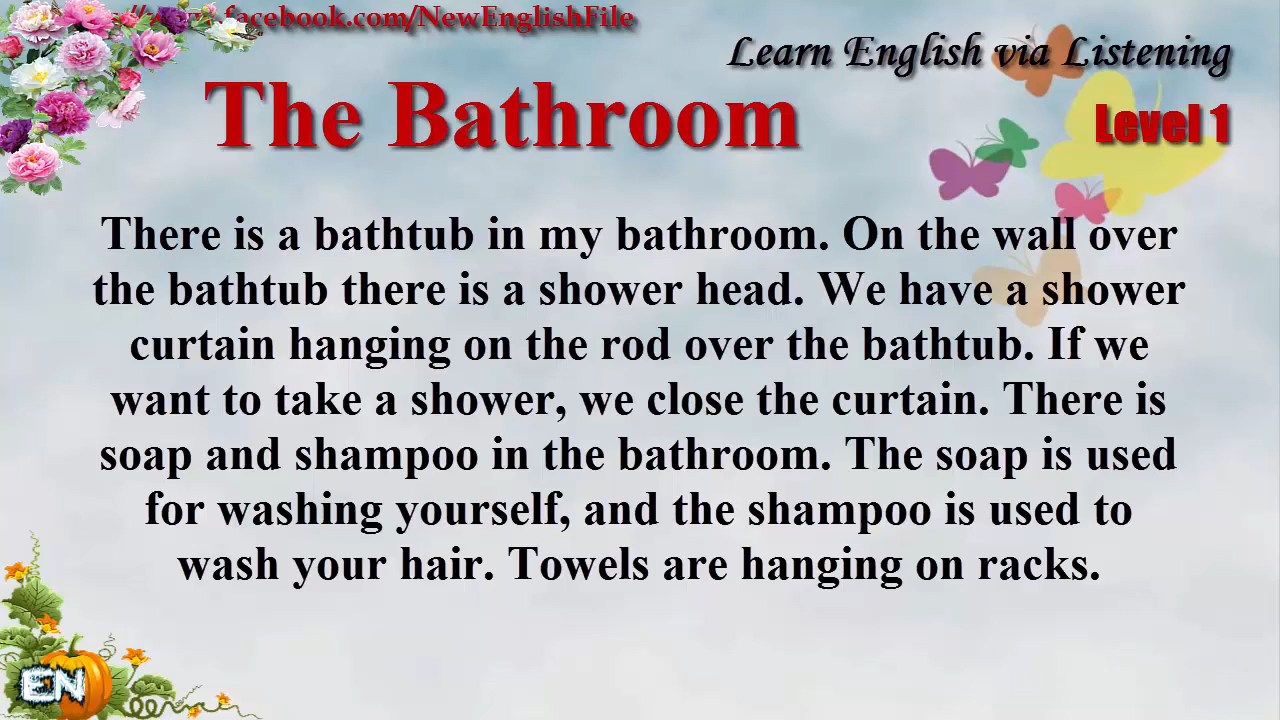 www.facebook.com/NewEnglishFile
Learn English via Listening
The Bathroom
Level 1
There is a bathtub in my bathroom. On the wall over
the bathtub there is a shower head. We have a shower
curtain hanging on the rod over the bathtub. If we
want to take a shower, we close the curtain. There is
soap and shampoo in the bathroom. The soap is used
for washing yourself, and the shampoo is used to
wash your hair. Towels are hanging on racks.
EN